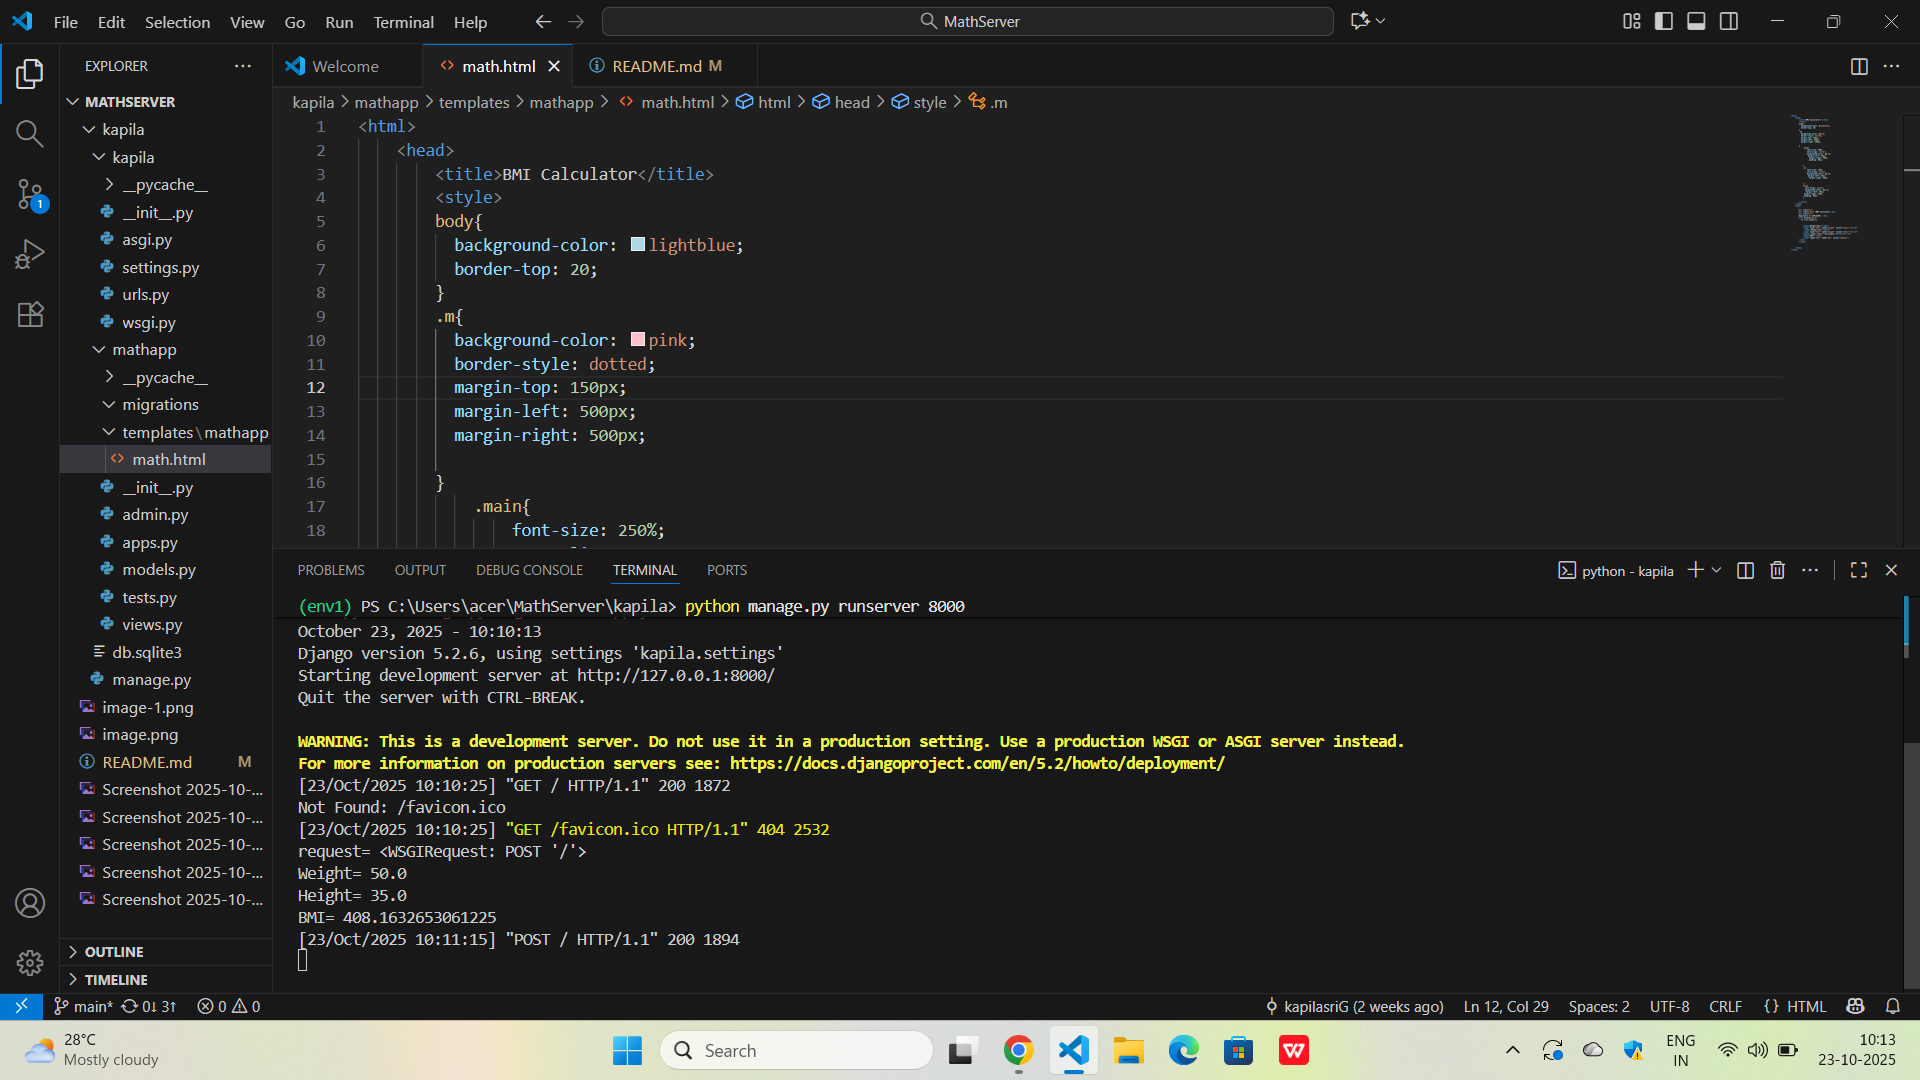 File Edit Selection View Go Run Terminal Help
MathServer
EXPLORER
MATHSERVER
kapila
kapila
__pycache__
__init__.py
asgi.py
settings.py
urls.py
wsgi.py
mathapp
__pycache__
migrations
templates\mathapp
math.html
__init__.py
admin.py
apps.py
models.py
tests.py
views.py
db.sqlite3
manage.py
image-1.png
image.png
README.md M
Screenshot 2025-10-...
Screenshot 2025-10-...
Screenshot 2025-10-...
Screenshot 2025-10-...
Screenshot 2025-10-...
OUTLINE
TIMELINE
1
Welcome
math.html
README.md M
kapila > mathapp > templates > mathapp > math.html > html > head > style > .m
1 <html>
2 <head>
3 <title>BMI Calculator</title>
4 <style>
5 body{
6 background-color: lightblue;
7 border-top: 20;
8 }
9 .m{
10 background-color: pink;
11 border-style: dotted;
12 margin-top: 150px;
13 margin-left: 500px;
14 margin-right: 500px;
15
16 }
17 .main{
18 font-size: 250%;
PROBLEMS OUTPUT DEBUG CONSOLE TERMINAL PORTS
python - kapila
(env1) PS C:\Users\acer\MathServer\kapila> python manage.py runserver 8000
October 23, 2025 - 10:10:13
Django version 5.2.6, using settings 'kapila.settings'
Starting development server at http://127.0.0.1:8000/
Quit the server with CTRL-BREAK.
WARNING: This is a development server. Do not use it in a production setting. Use a production WSGI or ASGI server instead.
For more information on production servers see: https://docs.djangoproject.com/en/5.2/howto/deployment/
[23/Oct/2025 10:10:25] "GET / HTTP/1.1" 200 1872
Not Found: /favicon.ico
[23/Oct/2025 10:10:25] "GET /favicon.ico HTTP/1.1" 404 2532
request= <WSGIRequest: POST '/'>
Weight= 50.0
Height= 35.0
BMI= 408.1632653061225
[23/Oct/2025 10:11:15] "POST / HTTP/1.1" 200 1894
main* 0↓ 3↑ 0 0
kapilasriG (2 weeks ago) Ln 12, Col 29 Spaces: 2 UTF-8 CRLF {} HTML
28°C
Mostly cloudy
Search
ENG
IN
10:13
23-10-2025